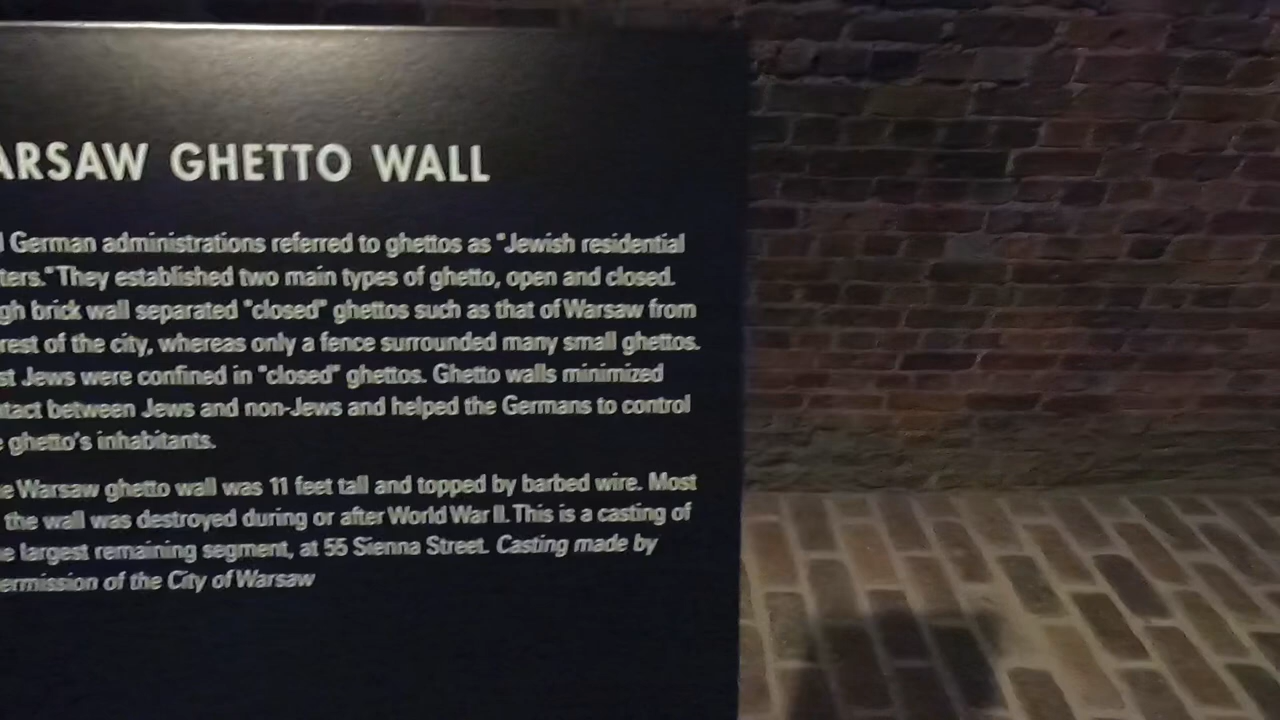 ARSAW GHETTO WALL
German administrations referred to ghettos as "Jewish residential
ters." They established two main types of ghetto, open and closed.
gh brick wall separated "closed" ghettos such as that of Warsaw from
rest of the city, whereas only a fence surrounded many small ghettos.
st Jews were confined in "closed" ghettos. Ghetto walls minimized
tact between Jews and non-Jews and helped the Germans to control
e ghetto's inhabitants.
e Warsaw ghetto wall was 11 feet tall and topped by barbed wire. Most
the wall was destroyed during or after World War II. This is a casting of
e largest remaining segment, at 55 Sienna Street. Casting made by
ermission of the City of Warsaw